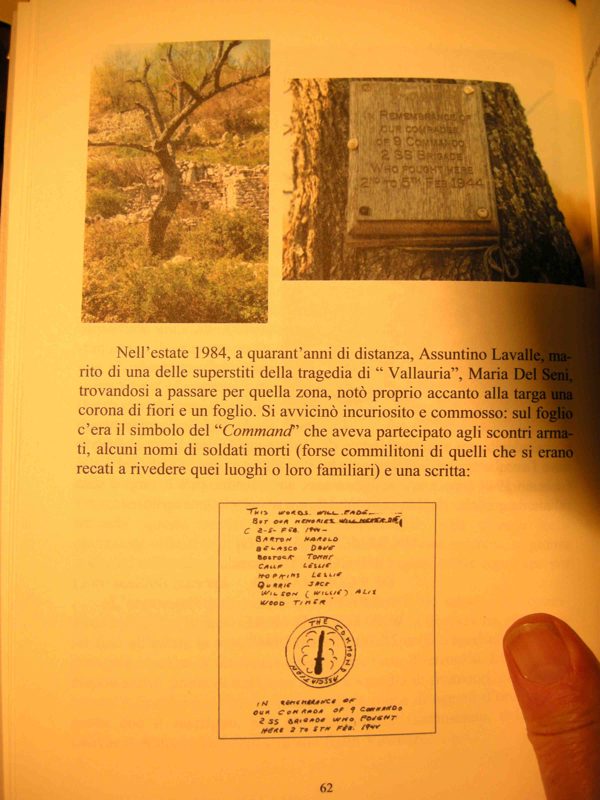 IN REMEMBRANCE OF
OUR COMRADES
OF 9 COMMANDO
2 SS BRIGADE
WHO FOUGHT HERE
2ND TO 5TH FEB 1944
Nell’estate 1984, a quarant’anni di distanza, Assuntino Lavalle, ma-
rito di una delle superstiti della tragedia di “ Vallauria”, Maria Del Seni,
trovandosi a passare per quella zona, notò proprio accanto alla targa una
corona di fiori e un foglio. Si avvicinò incuriosito e commosso: sul foglio
c’era il simbolo del “Command” che aveva partecipato agli scontri arma-
ti, alcuni nomi di soldati morti (forse commilitoni di quelli che si erano
recati a rivedere quei luoghi o loro familiari) e una scritta:
THIS WORDS WILL FADE
BUT OUR MEMORIES WILL NEVER DIE
( 2-5- FEB. 1944-
BARTON HAROLD
BELASCO DAVE
BOSTOCK TOMMY
CALLF LESLIE
HOPKINS LESLIE
QUARRIE JACK
WILSON (WILLIE) ALIS
WOOD TIMER
THE COMMOND
ASSCIATION
IN REMEMBRANCE OF
OUR COMRADA OF 9 COMMANDO
2 SS BRIGADE WHO FOUGHT
HERE 2 TO 5TH FEB. 1944
62